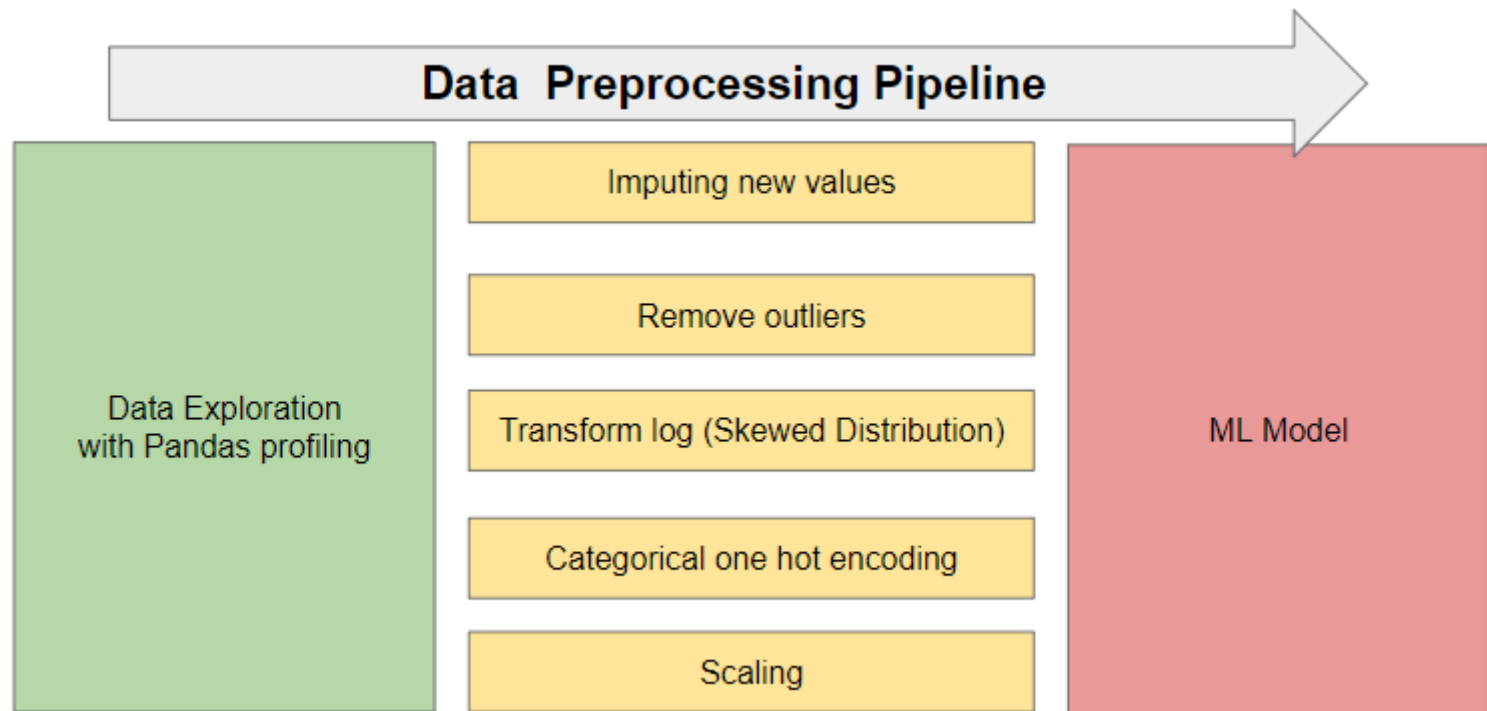 Data Preprocessing Pipeline
Data Exploration
with Pandas profiling
Imputing new values
Remove outliers
Transform log (Skewed Distribution)
Categorical one hot encoding
Scaling
ML Model